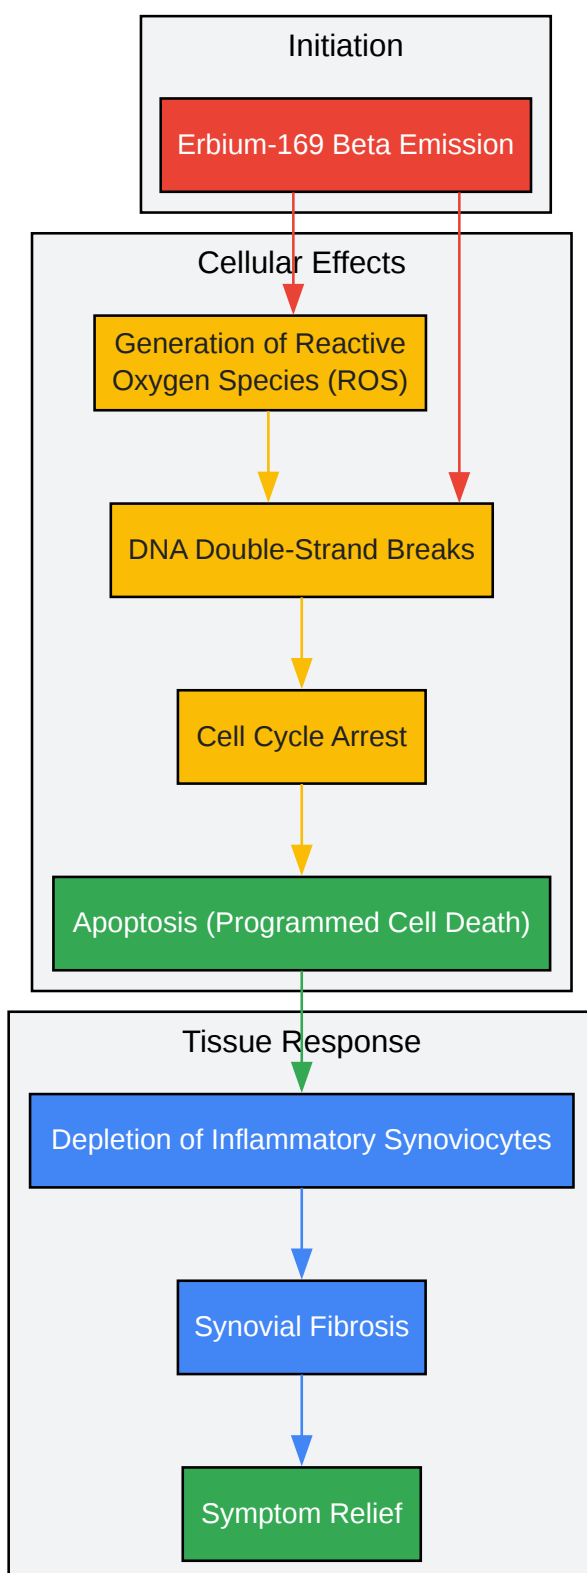 Initiation
Erbium-169 Beta Emission
Cellular Effects
Generation of Reactive
Oxygen Species (ROS)
DNA Double-Strand Breaks
Cell Cycle Arrest
Apoptosis (Programmed Cell Death)
Tissue Response
Depletion of Inflammatory Synoviocytes
Synovial Fibrosis
Symptom Relief